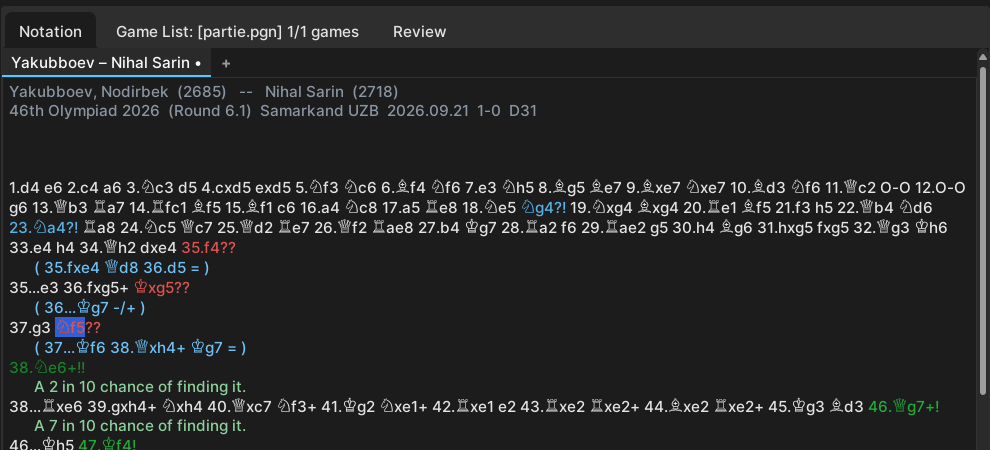 Notation Game List: [partie.pgn] 1/1 games Review
Yakubboev – Nihal Sarin • +
Yakubboev, Nodirbek (2685) -- Nihal Sarin (2718)
46th Olympiad 2026 (Round 6.1) Samarkand UZB 2026.09.21 1-0 D31
1.d4 e6 2.c4 a6 3.♘c3 d5 4.cxd5 exd5 5.♘f3 ♘c6 6.♗f4 ♘f6 7.e3 ♘h5 8.♗g5 ♗e7 9.♗xe7 ♘xe7 10.♗d3 ♘f6 11.♕c2 O-O 12.O-O
g6 13.♕b3 ♖a7 14.♖fc1 ♗f5 15.♗f1 c6 16.a4 ♘c8 17.a5 ♖e8 18.♘e5 ♘g4?! 19.♘xg4 ♗xg4 20.♖e1 ♗f5 21.f3 h5 22.♕b4 ♘d6
23.♘a4?! ♖a8 24.♘c5 ♕c7 25.♕d2 ♖e7 26.♕f2 ♖ae8 27.b4 ♔g7 28.♖a2 f6 29.♖ae2 g5 30.h4 ♗g6 31.hxg5 fxg5 32.♕g3 ♔h6
33.e4 h4 34.♕h2 dxe4 35.f4??
( 35.fxe4 ♕d8 36.d5 = )
35...e3 36.fxg5+ ♔xg5??
( 36...♔g7 -/+ )
37.g3 ♘f5??
( 37...♔f6 38.♕xh4+ ♔g7 = )
38.♘e6+!!
A 2 in 10 chance of finding it.
38...♖xe6 39.gxh4+ ♘xh4 40.♕xc7 ♘f3+ 41.♔g2 ♘xe1+ 42.♖xe1 e2 43.♖xe2 ♖xe2+ 44.♗xe2 ♖xe2+ 45.♔g3 ♗d3 46.♕g7+!
A 7 in 10 chance of finding it.
46...♔h5 47.♔f4!